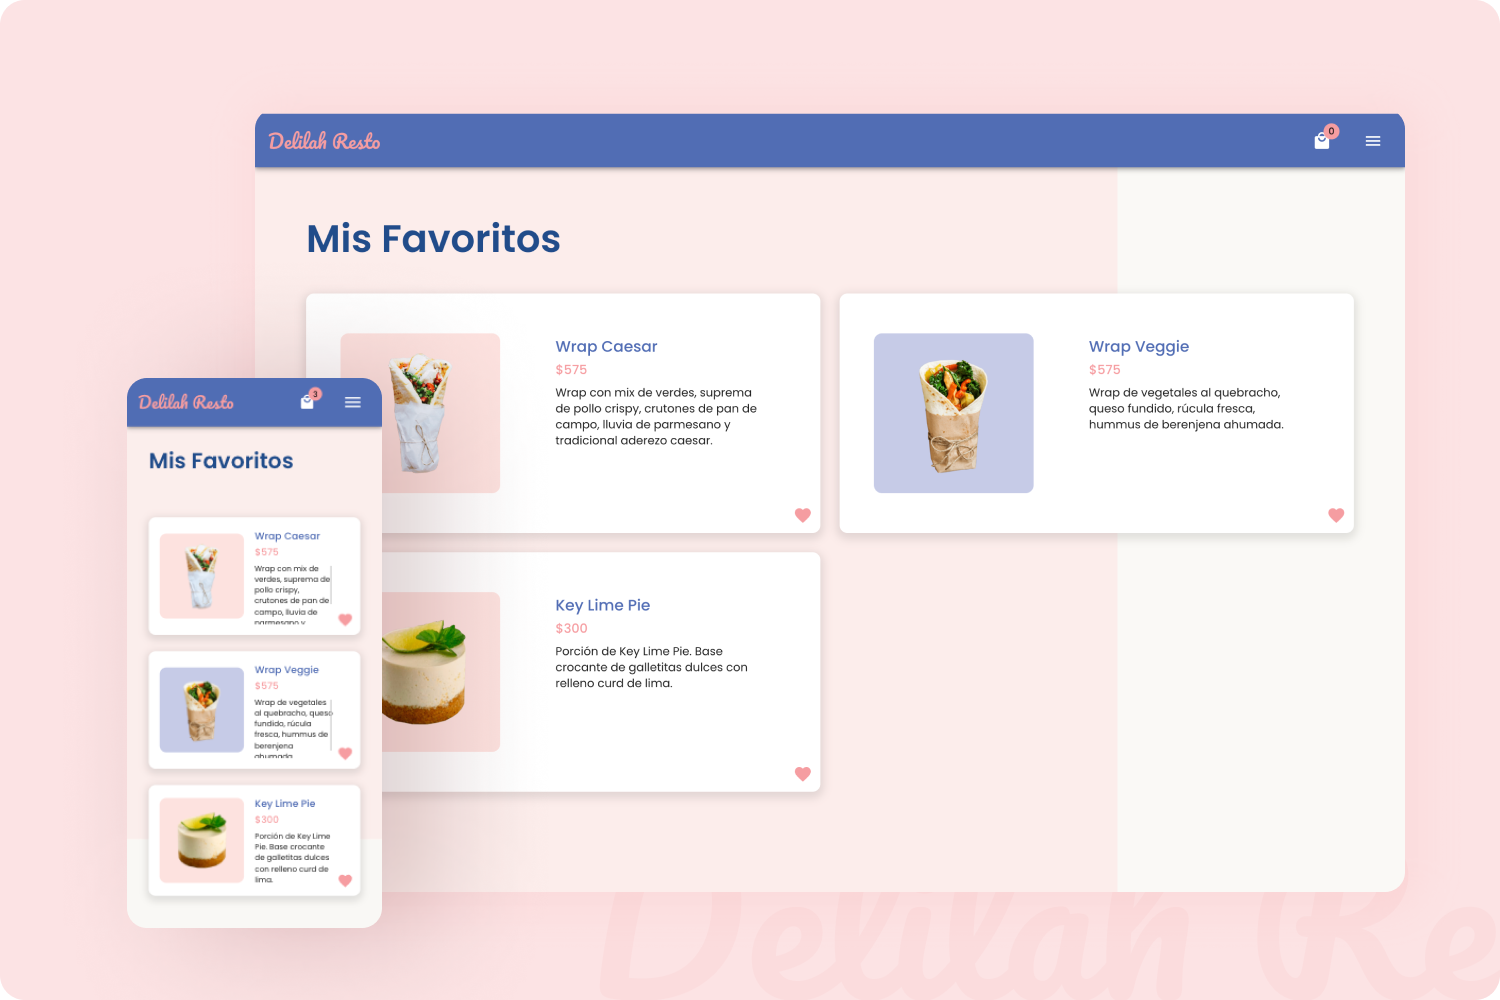 Delilah Resto
0
Mis Favoritos
Wrap Caesar
$575
Wrap con mix de verdes, suprema
de pollo crispy, crutones de pan de
campo, lluvia de parmesano y
tradicional aderezo caesar.
Wrap Veggie
$575
Wrap de vegetales al quebracho,
queso fundido, rúcula fresca,
hummus de berenjena ahumada.
Key Lime Pie
$300
Porción de Key Lime Pie. Base
crocante de galletitas dulces con
relleno curd de lima.
Delilah Resto
3
Mis Favoritos
Wrap Caesar
$575
Wrap con mix de
verdes, suprema de
pollo crispy,
crutones de pan de
campo, lluvia de
parmesano y
Wrap Veggie
$575
Wrap de vegetales
al quebracho, queso
fundido, rúcula
fresca, hummus de
berenjena
ahumada
Key Lime Pie
$300
Porción de Key Lime
Pie. Base crocante
de galletitas dulces
con relleno curd de
lima.
Delilah Re